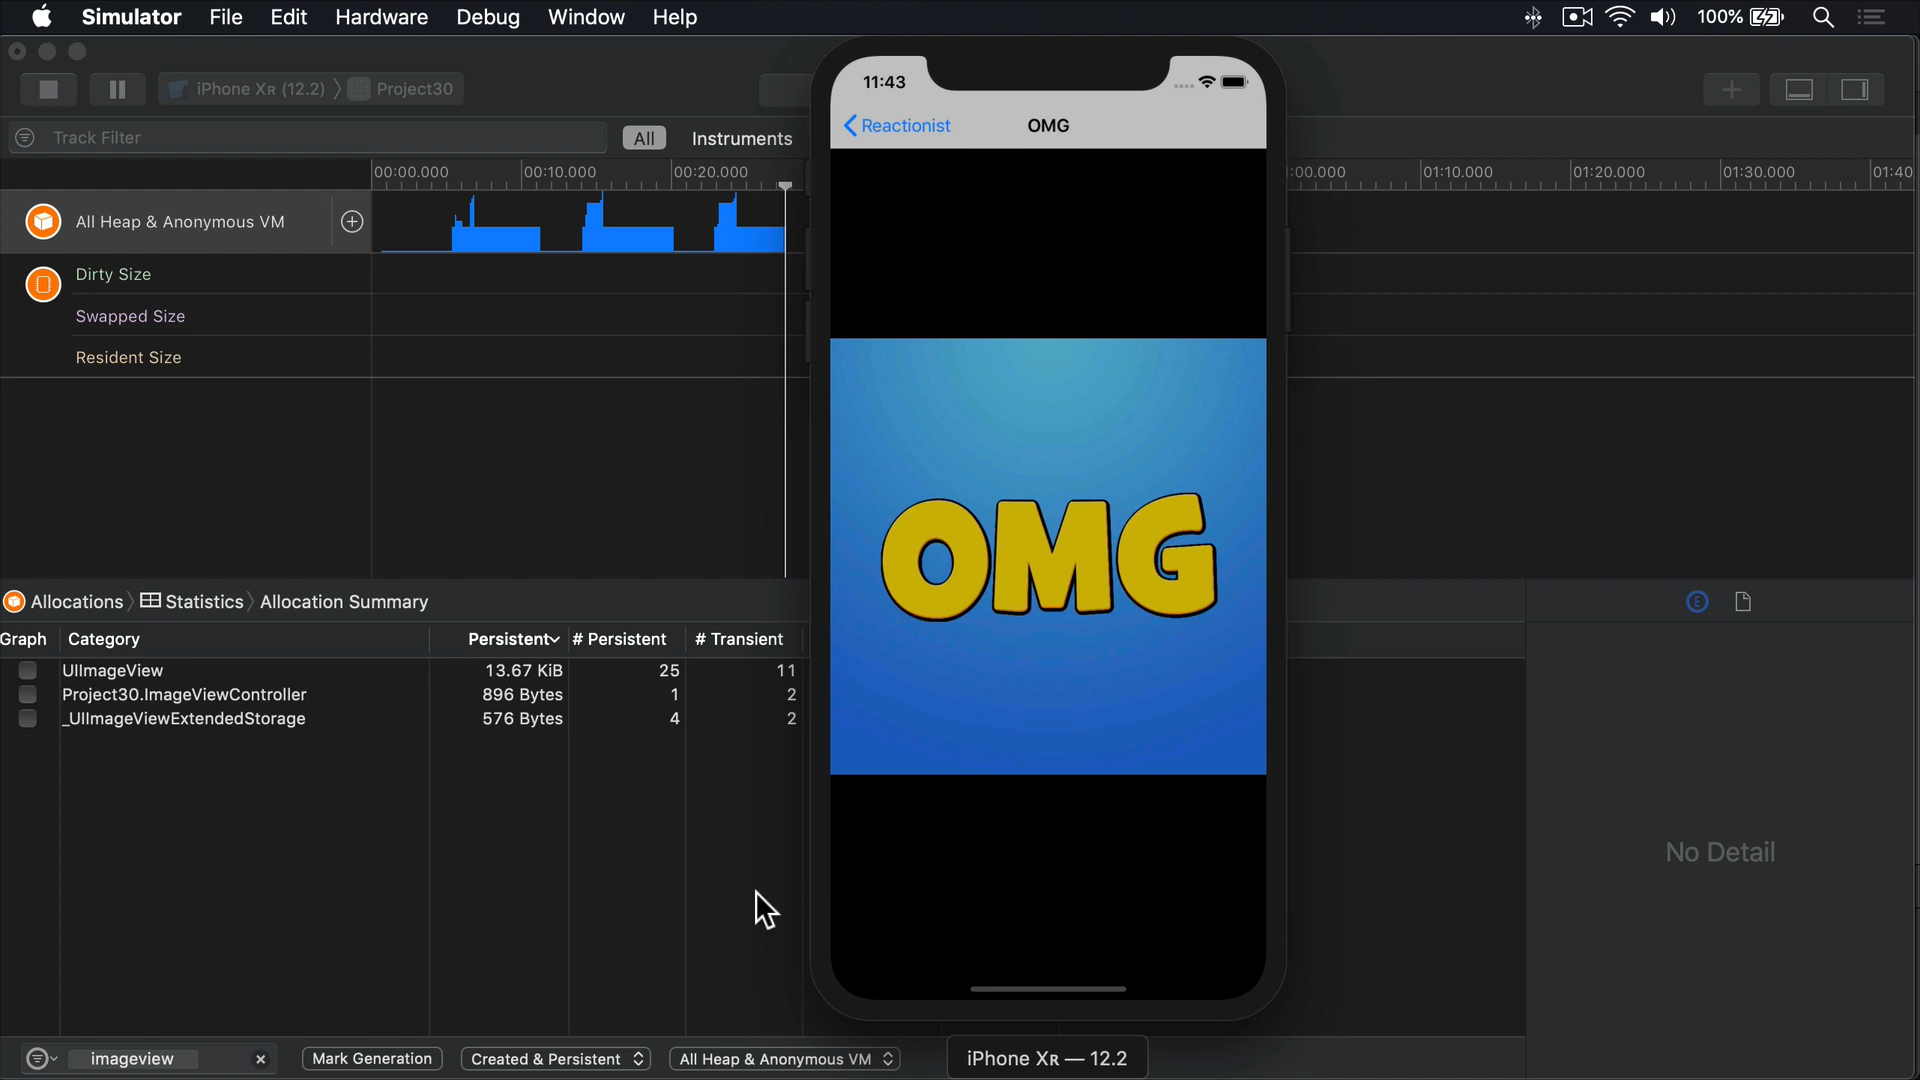 Simulator File Edit Hardware Debug Window Help 100%
iPhone XR (12.2) Project30
Track Filter All Instruments
00:00.000 00:10.000 00:20.000 :00.000 01:10.000 01:20.000 01:30.000 01:40
All Heap & Anonymous VM
Dirty Size
Swapped Size
Resident Size
11:43
Reactionist OMG
OMG
Allocations Statistics Allocation Summary
Graph Category Persistent # Persistent # Transient
UIImageView 13.67 KiB 25 11
Project30.ImageViewController 896 Bytes 1 2
_UIImageViewExtendedStorage 576 Bytes 4 2
E
No Detail
imageview Mark Generation Created & Persistent All Heap & Anonymous VM
iPhone XR — 12.2